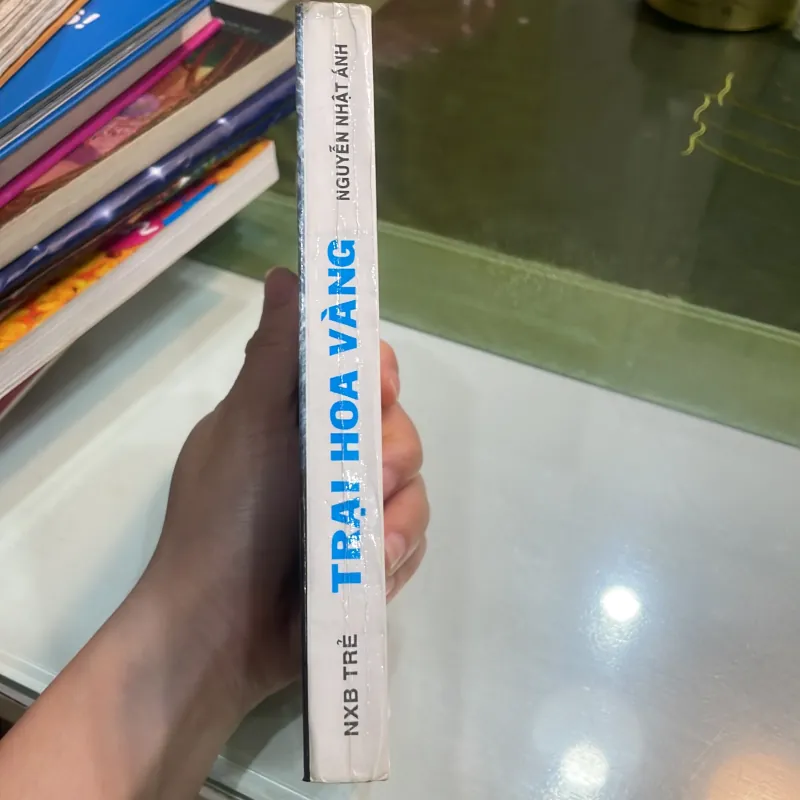 NGUYỄN NHẬT ÁNH
TRẠI HOA VÀNG
NXB TRẺ